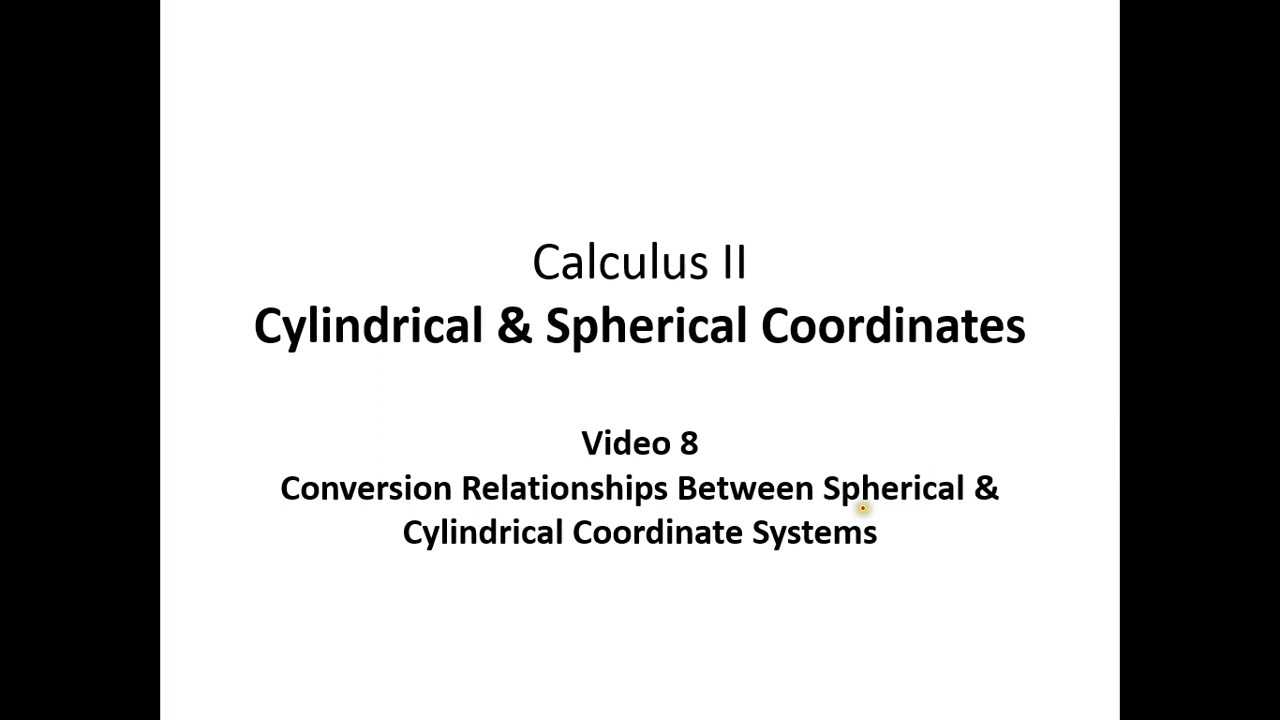 Calculus II
Cylindrical & Spherical Coordinates
Video 8
Conversion Relationships Between Spherical &
Cylindrical Coordinate Systems